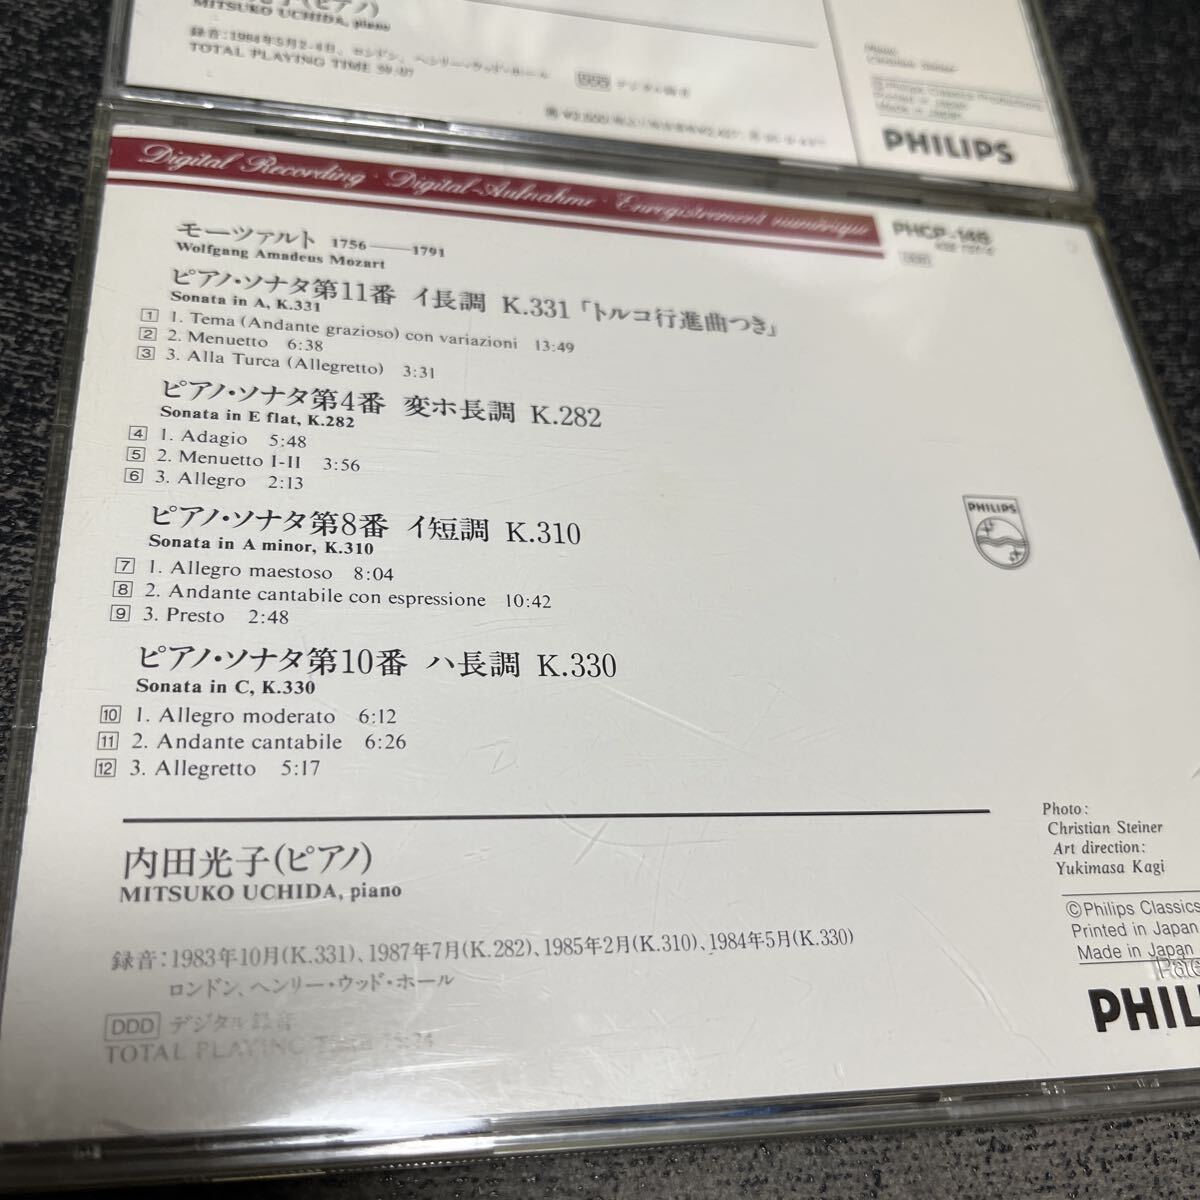 MITSUKO UCHIDA, piano
TOTAL PLAYING TIME
PHILIPS
Digital Recording · Digital-Aufnahme · Enregistrement numérique
モーツァルト 1756——1791
Wolfgang Amadeus Mozart
ピアノ・ソナタ第11番 イ長調 K.331「トルコ行進曲つき」
Sonata in A, K.331
1 1. Tema (Andante grazioso) con variazioni 13:49
2 2. Menuetto 6:38
3 3. Alla Turca (Allegretto) 3:31
ピアノ・ソナタ第4番 変ホ長調 K.282
Sonata in E flat, K.282
4 1. Adagio 5:48
5 2. Menuetto I-II 3:56
6 3. Allegro 2:13
ピアノ・ソナタ第8番 イ短調 K.310
Sonata in A minor, K.310
7 1. Allegro maestoso 8:04
8 2. Andante cantabile con espressione 10:42
9 3. Presto 2:48
ピアノ・ソナタ第10番 ハ長調 K.330
Sonata in C, K.330
10 1. Allegro moderato 6:12
11 2. Andante cantabile 6:26
12 3. Allegretto 5:17
PHILIPS
内田光子(ピアノ)
MITSUKO UCHIDA, piano
録音:1983年10月(K.331)、1987年7月(K.282)、1985年2月(K.310)、1984年5月(K.330)
ロンドン、ヘンリー・ウッド・ホール
DDD デジタル録音
TOTAL PLAYING TIME
Photo:
Christian Steiner
Art direction:
Yukimasa Kagi
©Philips Classics
Printed in Japan
Made in Japan
PHIL